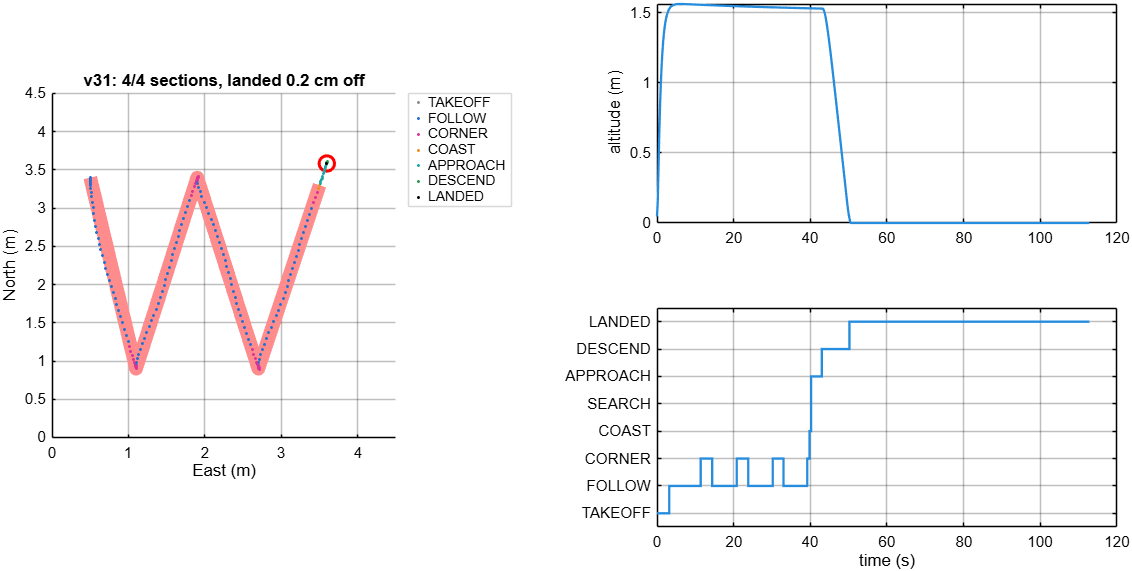 v31: 4/4 sections, landed 0.2 cm off
4.5
4
3.5
3
2.5
2
1.5
1
0.5
0
North (m)
0
1
2
3
4
East (m)
TAKEOFF
FOLLOW
CORNER
COAST
APPROACH
DESCEND
LANDED
1.5
1
0.5
0
altitude (m)
0
20
40
60
80
100
120
LANDED
DESCEND
APPROACH
SEARCH
COAST
CORNER
FOLLOW
TAKEOFF
0
20
40
60
80
100
120
time (s)